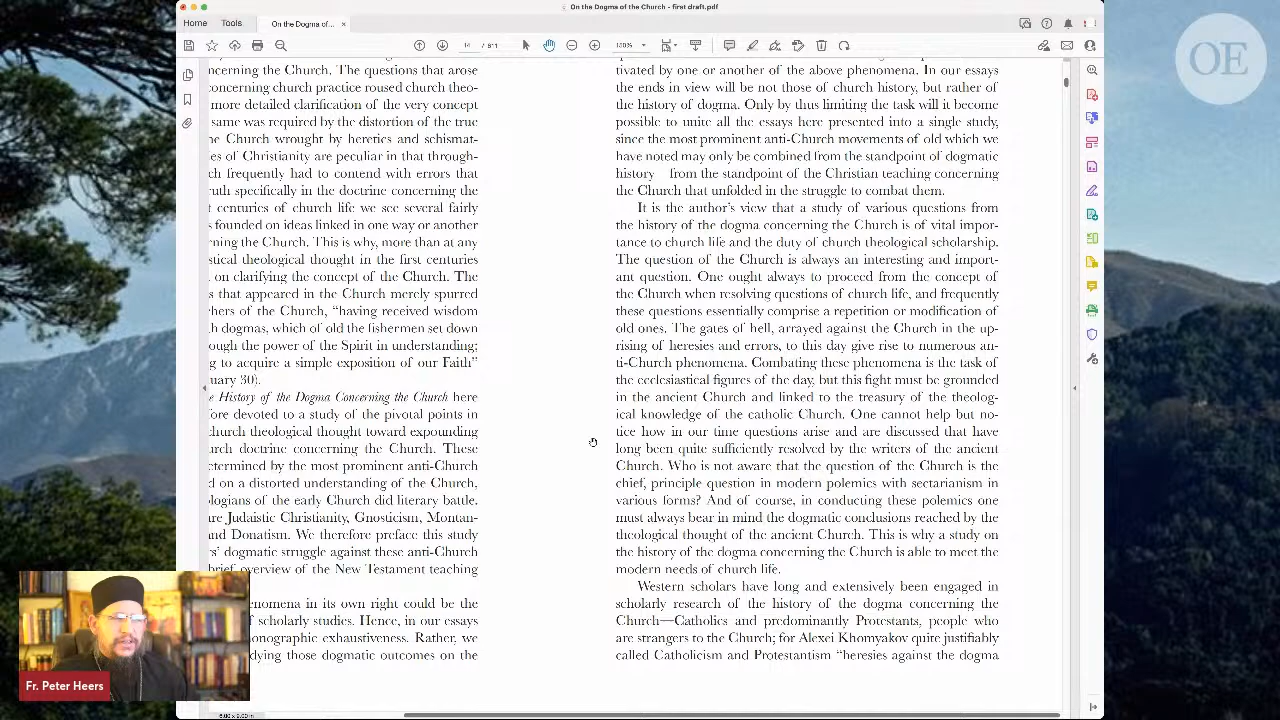 On the Dogma of the Church - first draft.pdf
Home
Tools
On the Dogma of...
14 / 611
150%
OE
ncerning the Church. The questions that arose
concerning church practice roused church theo-
more detailed clarification of the very concept
same was required by the distortion of the true
e Church wrought by heretics and schismat-
es of Christianity are peculiar in that through-
ch frequently had to contend with errors that
ruth specifically in the doctrine concerning the
t centuries of church life we see several fairly
s founded on ideas linked in one way or another
rning the Church. This is why, more than at any
stical theological thought in the first centuries
on clarifying the concept of the Church. The
s that appeared in the Church merely spurred
hers of the Church, “having received wisdom
h dogmas, which of old the fishermen set down
ough the power of the Spirit in understanding;
g to acquire a simple exposition of our Faith”
uary 30).
e History of the Dogma Concerning the Church here
fore devoted to a study of the pivotal points in
church theological thought toward expounding
urch doctrine concerning the Church. These
etermined by the most prominent anti-Church
d on a distorted understanding of the Church,
logians of the early Church did literary battle.
re Judaistic Christianity, Gnosticism, Montan-
nd Donatism. We therefore preface this study
rs’ dogmatic struggle against these anti-Church
brief overview of the New Testament teaching
enomena in its own right could be the
f scholarly studies. Hence, in our essays
onographic exhaustiveness. Rather, we
dying those dogmatic outcomes on the
tivated by one or another of the above phenomena. In our essays
the ends in view will be not those of church history, but rather of
the history of dogma. Only by thus limiting the task will it become
possible to unite all the essays here presented into a single study,
since the most prominent anti-Church movements of old which we
have noted may only be combined from the standpoint of dogmatic
history—from the standpoint of the Christian teaching concerning
the Church that unfolded in the struggle to combat them.
It is the author’s view that a study of various questions from
the history of the dogma concerning the Church is of vital impor-
tance to church life and the duty of church theological scholarship.
The question of the Church is always an interesting and import-
ant question. One ought always to proceed from the concept of
the Church when resolving questions of church life, and frequently
these questions essentially comprise a repetition or modification of
old ones. The gates of hell, arrayed against the Church in the up-
rising of heresies and errors, to this day give rise to numerous an-
ti-Church phenomena. Combating these phenomena is the task of
the ecclesiastical figures of the day, but this fight must be grounded
in the ancient Church and linked to the treasury of the theolog-
ical knowledge of the catholic Church. One cannot help but no-
tice how in our time questions arise and are discussed that have
long been quite sufficiently resolved by the writers of the ancient
Church. Who is not aware that the question of the Church is the
chief, principle question in modern polemics with sectarianism in
various forms? And of course, in conducting these polemics one
must always bear in mind the dogmatic conclusions reached by the
theological thought of the ancient Church. This is why a study on
the history of the dogma concerning the Church is able to meet the
modern needs of church life.
Western scholars have long and extensively been engaged in
scholarly research of the history of the dogma concerning the
Church—Catholics and predominantly Protestants, people who
are strangers to the Church; for Alexei Khomyakov quite justifiably
called Catholicism and Protestantism “heresies against the dogma
Fr. Peter Heers
6.00 x 9.00 in